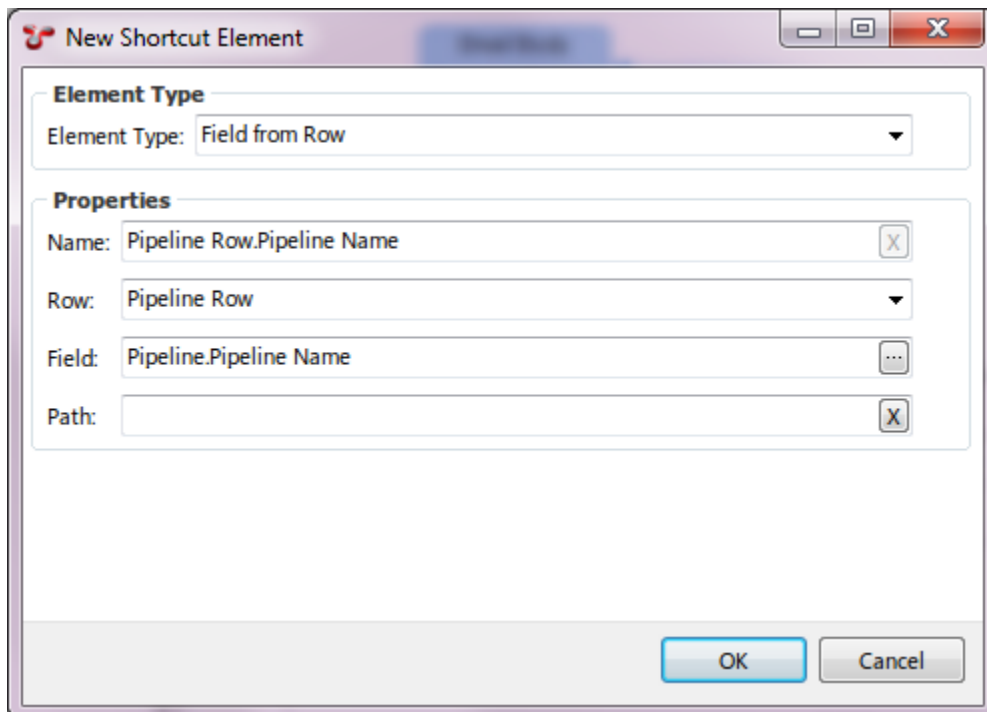 New Shortcut Element
Element Type
Element Type: Field from Row
Properties
Name: Pipeline Row.Pipeline Name X
Row: Pipeline Row
Field: Pipeline.Pipeline Name ...
Path: X
OK Cancel